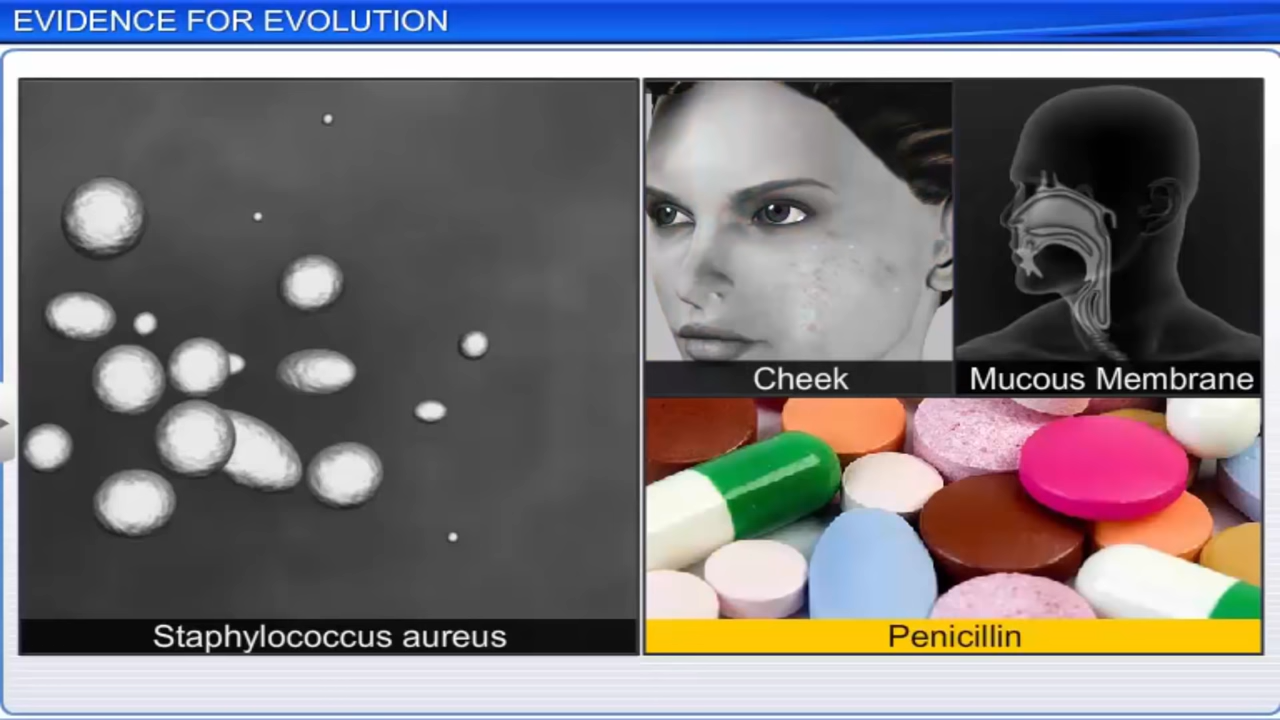 EVIDENCE FOR EVOLUTION
Cheek
Mucous Membrane
Staphylococcus aureus
Penicillin